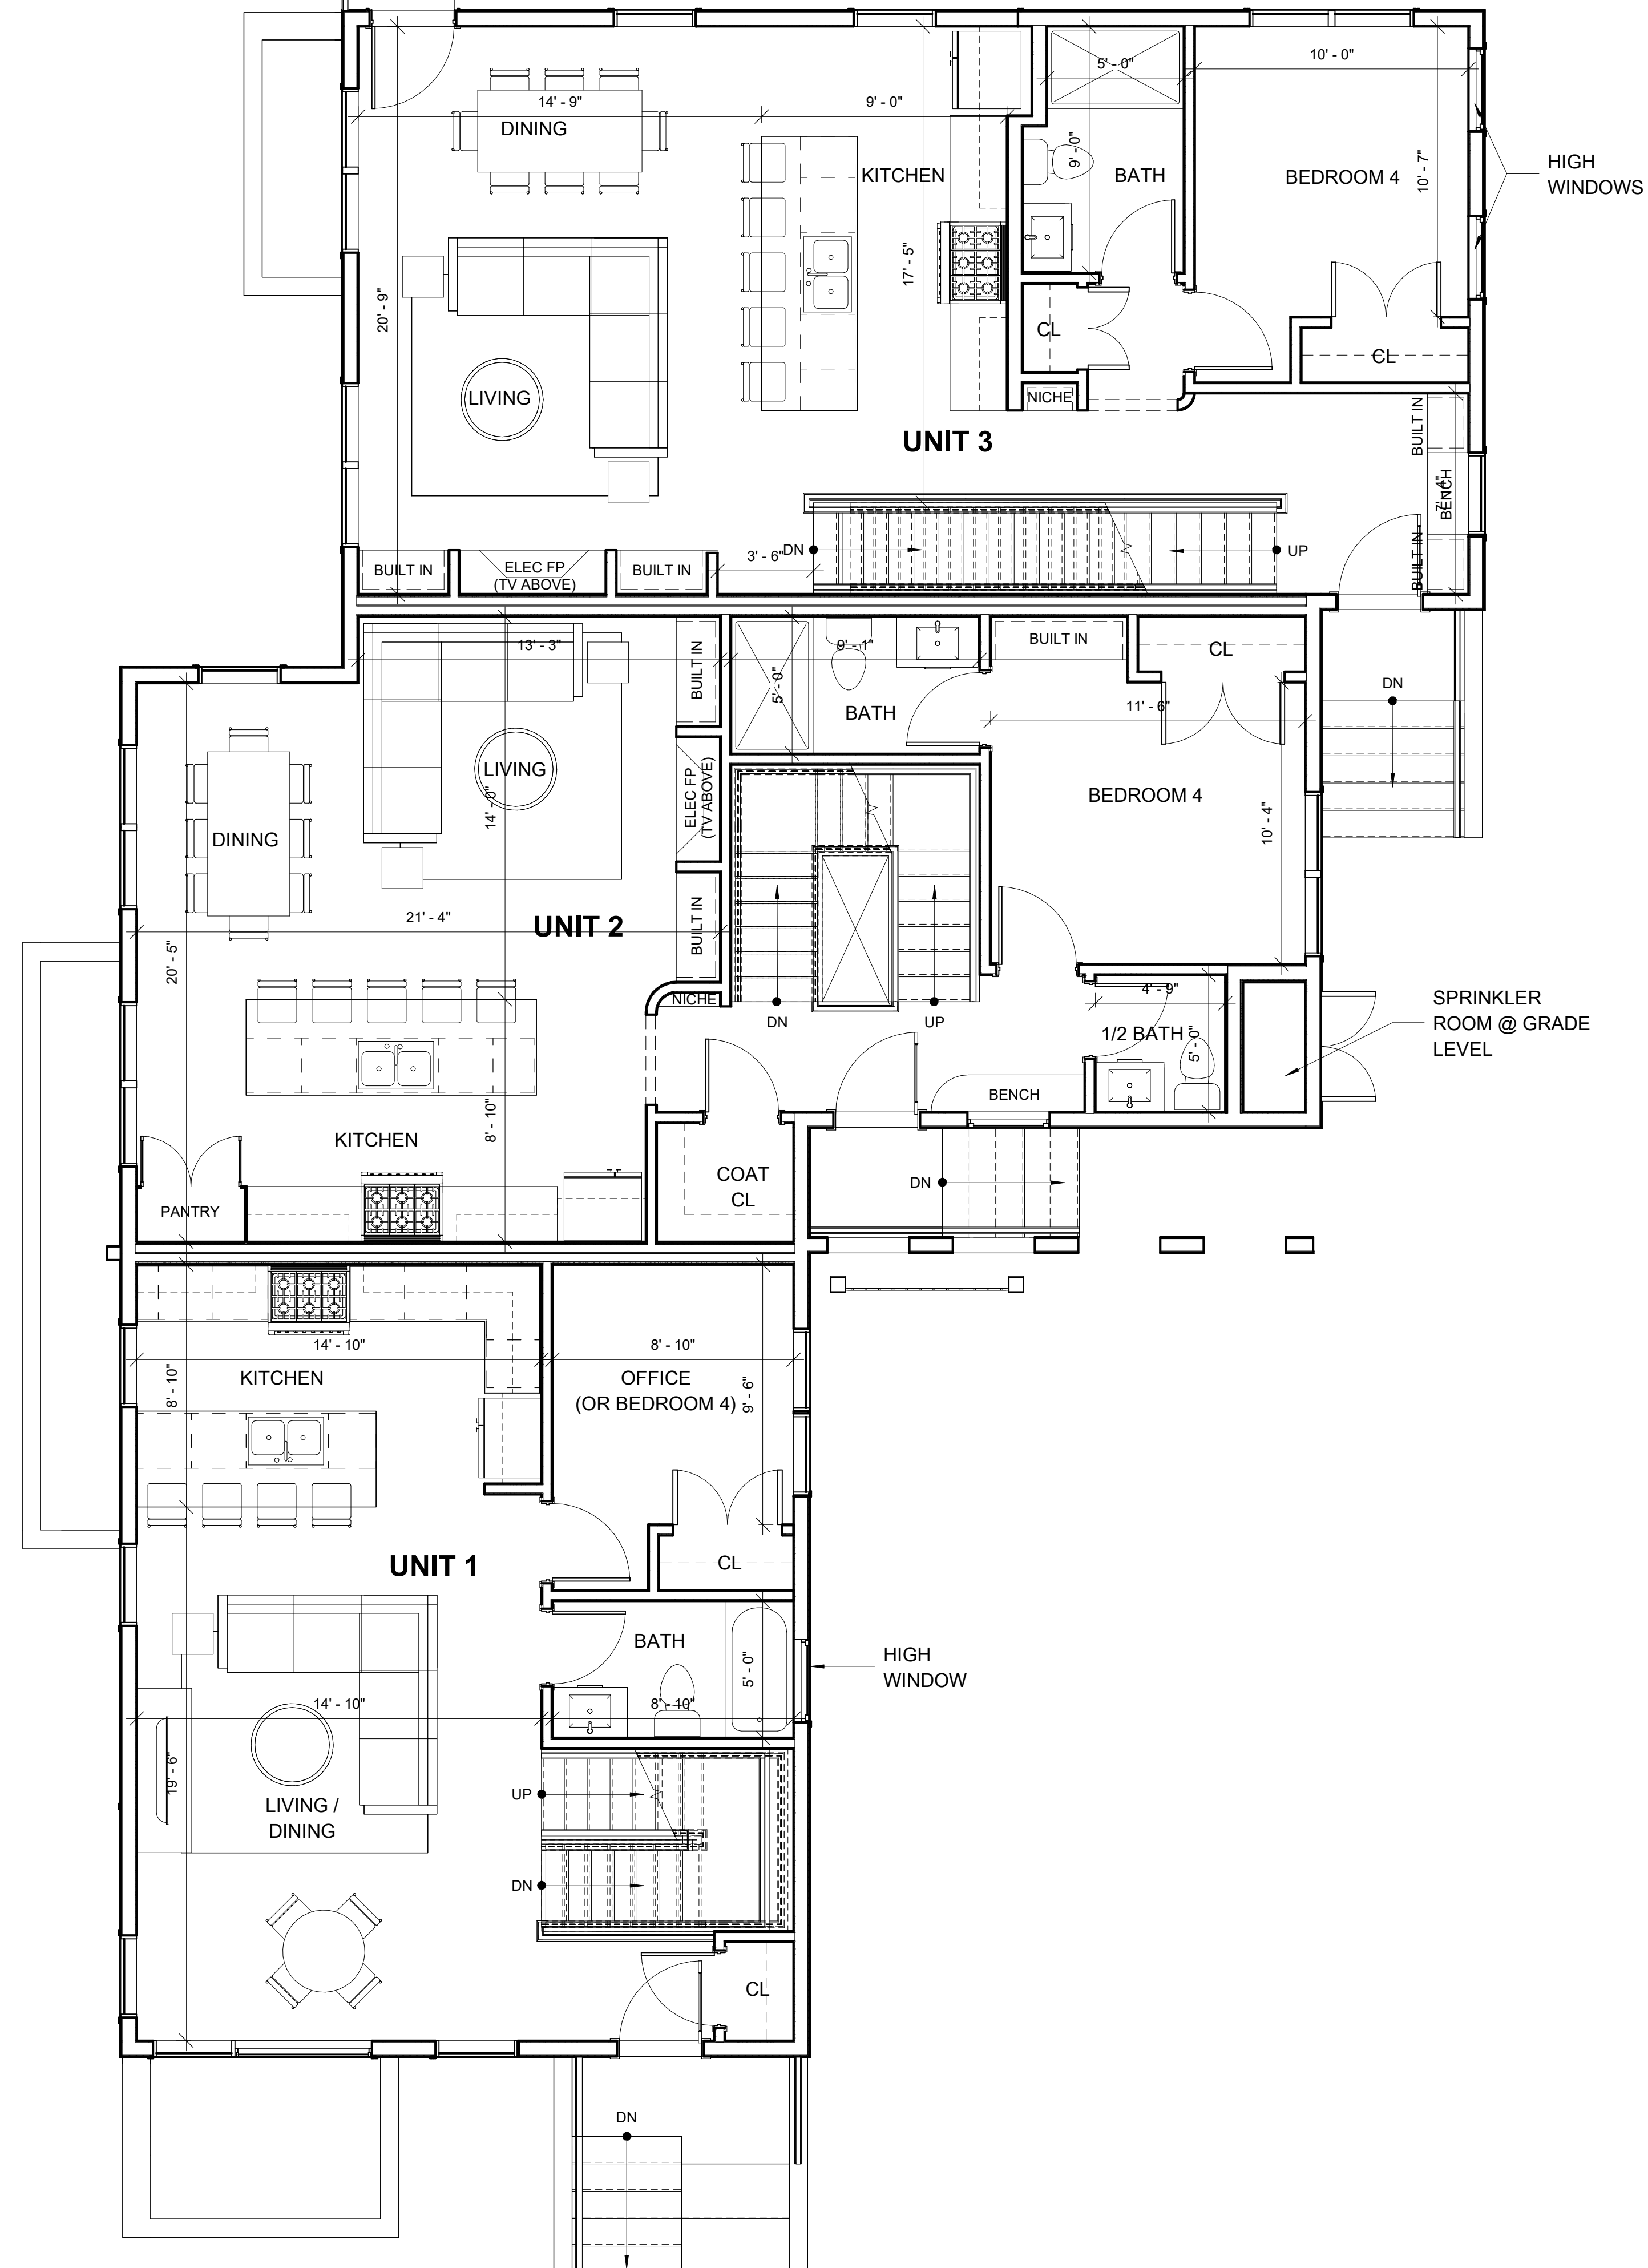 10' - 0"
5' - 0"
14' - 9"
9' - 0"
DINING
9' - 0"
10' - 7"
HIGH
WINDOWS
KITCHEN
BATH
BEDROOM 4
17' - 5"
20' - 9"
CL
CL
LIVING
NICHE
BUILT IN
UNIT 3
7'- 4"
BENCH
3' - 6"
DN
UP
BUILT IN
BUILT IN
ELEC FP
(TV ABOVE)
BUILT IN
13' - 3"
BUILT IN
9' - 1"
BUILT IN
CL
5' - 0"
DN
BATH
11' - 6"
LIVING
14' - 0"
ELEC FP
(TV ABOVE)
BEDROOM 4
10' - 4"
DINING
21' - 4"
UNIT 2
BUILT IN
20' - 5"
NICHE
4' - 9"
SPRINKLER
ROOM @ GRADE
LEVEL
DN
UP
1/2 BATH
5' - 0"
BENCH
8' - 10"
KITCHEN
COAT
CL
DN
PANTRY
14' - 10"
8' - 10"
KITCHEN
8' - 10"
OFFICE
(OR BEDROOM 4)
9' - 6"
UNIT 1
CL
BATH
HIGH
WINDOW
5' - 0"
14' - 10"
8' - 10"
19' - 6"
UP
LIVING /
DINING
DN
CL
DN